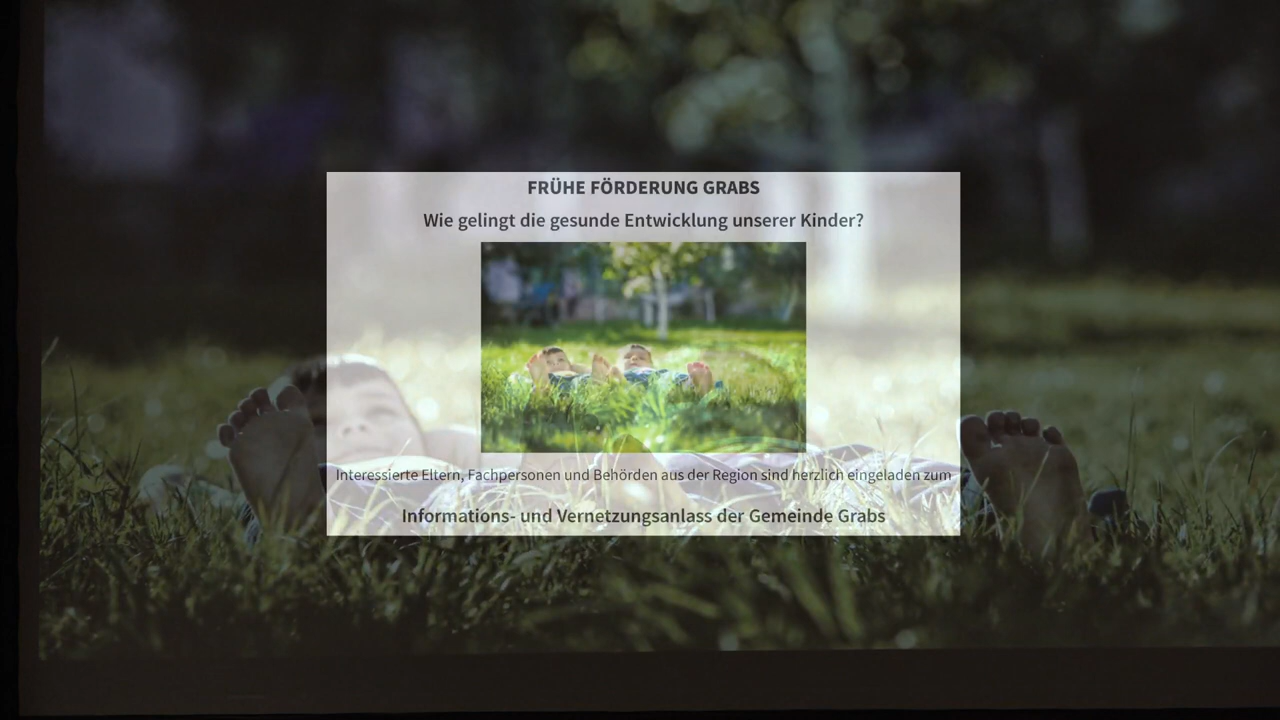 FRÜHE FÖRDERUNG GRABS
Wie gelingt die gesunde Entwicklung unserer Kinder?
Interessierte Eltern, Fachpersonen und Behörden aus der Region sind herzlich eingeladen zum
Informations- und Vernetzungsanlass der Gemeinde Grabs